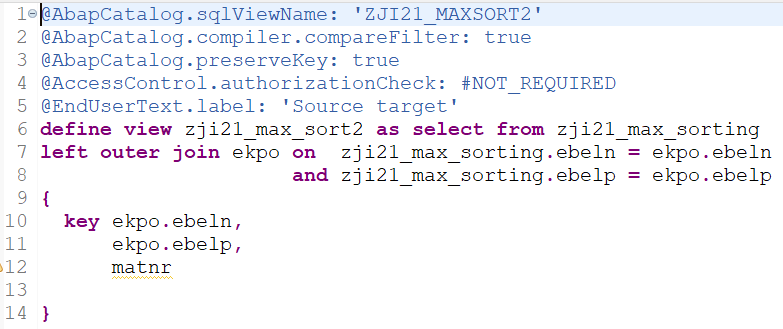 1 @AbapCatalog.sqlViewName: 'ZJI21_MAXSORT2'
2 @AbapCatalog.compiler.compareFilter: true
3 @AbapCatalog.preserveKey: true
4 @AccessControl.authorizationCheck: #NOT_REQUIRED
5 @EndUserText.label: 'Source target'
6 define view zji21_max_sort2 as select from zji21_max_sorting
7 left outer join ekpo on  zji21_max_sorting.ebeln = ekpo.ebeln
8                      and zji21_max_sorting.ebelp = ekpo.ebelp
9 {
10   key ekpo.ebeln,
11       ekpo.ebelp,
12       matnr
13
14 }